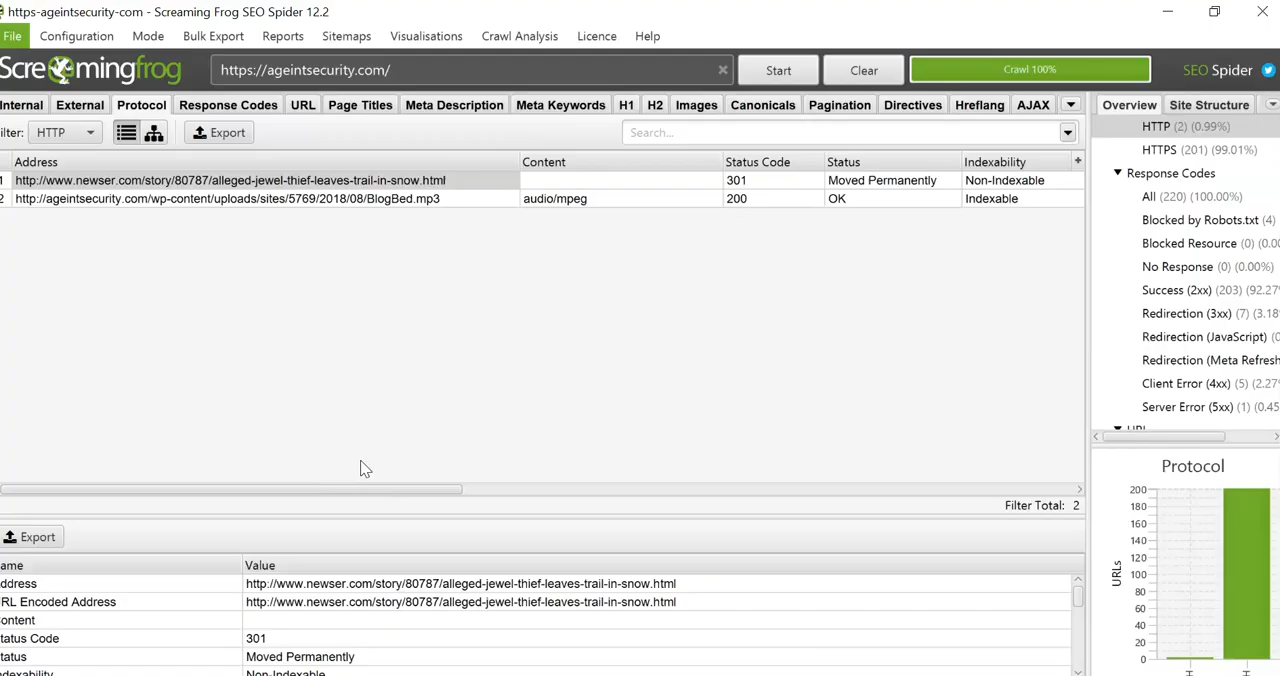 https-ageintsecurity-com - Screaming Frog SEO Spider 12.2
File Configuration Mode Bulk Export Reports Sitemaps Visualisations Crawl Analysis Licence Help
Screamingfrog https://ageintsecurity.com/ Start Clear Crawl 100% SEO Spider
Internal External Protocol Response Codes URL Page Titles Meta Description Meta Keywords H1 H2 Images Canonicals Pagination Directives Hreflang AJAX Overview Site Structure
ilter: HTTP Export Search...
HTTP (2) (0.99%)
HTTPS (201) (99.01%)
Response Codes
All (220) (100.00%)
Blocked by Robots.txt (4)
Blocked Resource (0) (0.00
No Response (0) (0.00%)
Success (2xx) (203) (92.27%
Redirection (3xx) (7) (3.18%
Redirection (JavaScript) (0
Redirection (Meta Refresh
Client Error (4xx) (5) (2.27%
Server Error (5xx) (1) (0.45
URL
Address Content Status Code Status Indexability +
1 http://www.newser.com/story/80787/alleged-jewel-thief-leaves-trail-in-snow.html 301 Moved Permanently Non-Indexable
2 http://ageintsecurity.com/wp-content/uploads/sites/5769/2018/08/BlogBed.mp3 audio/mpeg 200 OK Indexable
Filter Total: 2
Export
ame Value
ddress http://www.newser.com/story/80787/alleged-jewel-thief-leaves-trail-in-snow.html
RL Encoded Address http://www.newser.com/story/80787/alleged-jewel-thief-leaves-trail-in-snow.html
ontent
tatus Code 301
tatus Moved Permanently
ndexability Non-Indexable
Protocol
URLs
200
180
160
140
120
100
80
60
40
20
0